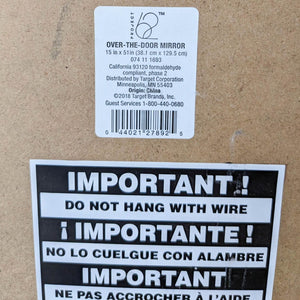 PROJECT 62™
OVER-THE-DOOR MIRROR
15 in x 51in (38.1 cm x 129.5 cm)
074 11 1693
California 93120 formaldehyde
compliant, phase 2
Distributed by Target Corporation
Minneapolis, MN 55403
Origin: China
©2018 Target Brands, Inc.
Guest Services 1-800-440-0680
0 44021 27892 5
IMPORTANT!
DO NOT HANG WITH WIRE
¡IMPORTANTE!
NO LO CUELGUE CON ALAMBRE
IMPORTANT
NE PAS ACCROCHER À L'AIDE